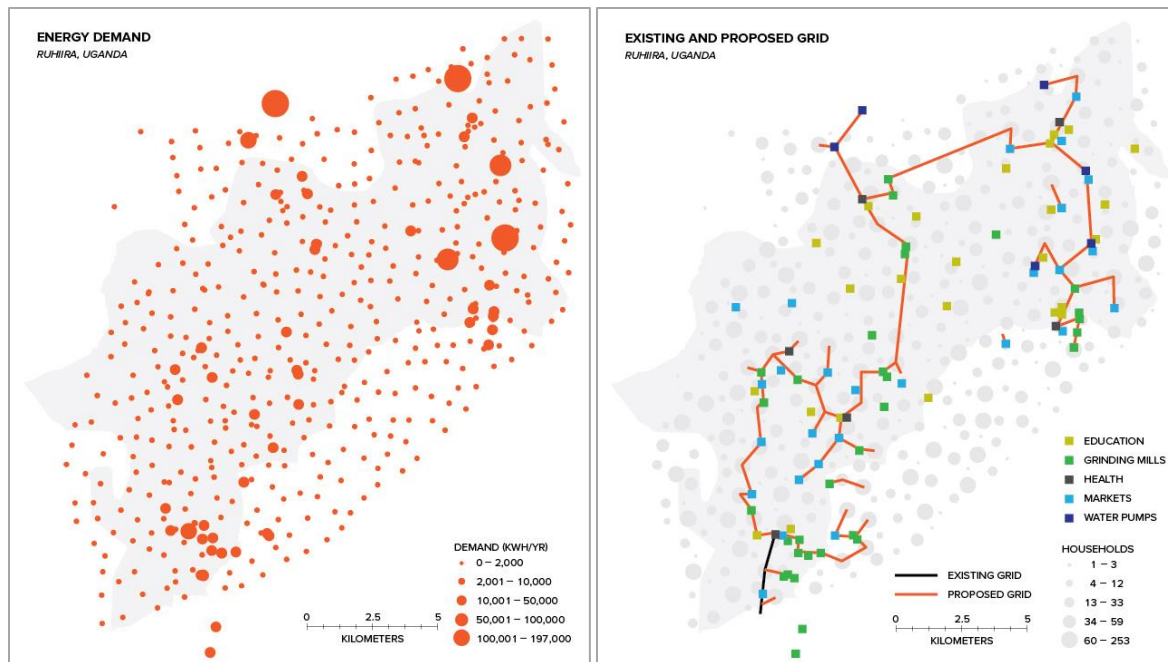 ENERGY DEMAND
RUHIIRA, UGANDA
DEMAND (KWH/YR)
0 – 2,000
2,001 – 10,000
10,001 – 50,000
50,001 – 100,000
100,001 – 197,000
0 2.5 5
KILOMETERS
EXISTING AND PROPOSED GRID
RUHIIRA, UGANDA
EDUCATION
GRINDING MILLS
HEALTH
MARKETS
WATER PUMPS
HOUSEHOLDS
1 – 3
4 – 12
13 – 33
34 – 59
60 – 253
EXISTING GRID
PROPOSED GRID
0 2.5 5
KILOMETERS